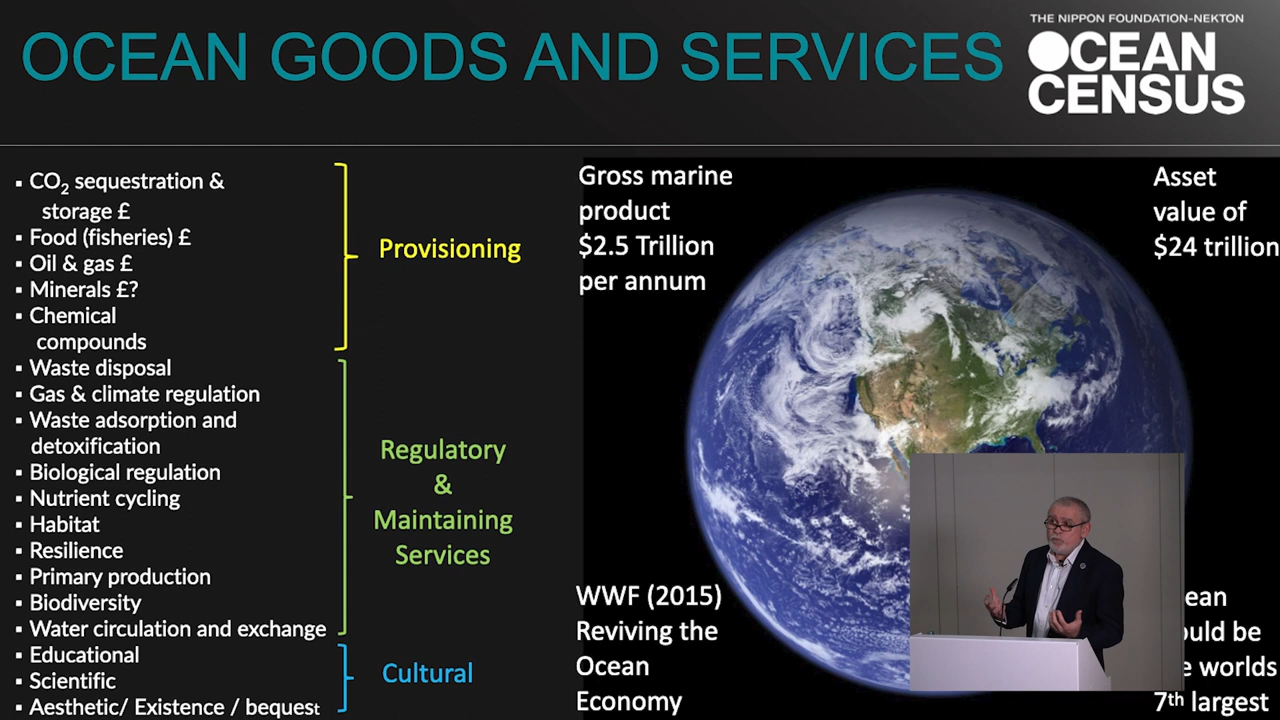 OCEAN GOODS AND SERVICES
THE NIPPON FOUNDATION-NEKTON
OCEAN
CENSUS
▪ CO₂ sequestration &
storage £
▪ Food (fisheries) £
▪ Oil & gas £
▪ Minerals £?
▪ Chemical
compounds
▪ Waste disposal
▪ Gas & climate regulation
▪ Waste adsorption and
detoxification
▪ Biological regulation
▪ Nutrient cycling
▪ Habitat
▪ Resilience
▪ Primary production
▪ Biodiversity
▪ Water circulation and exchange
▪ Educational
▪ Scientific
▪ Aesthetic/ Existence / bequest
Provisioning
Regulatory
&
Maintaining
Services
Cultural
Gross marine
product
$2.5 Trillion
per annum
Asset
value of
$24 trillion
WWF (2015)
Reviving the
Ocean
Economy
worlds
7th largest